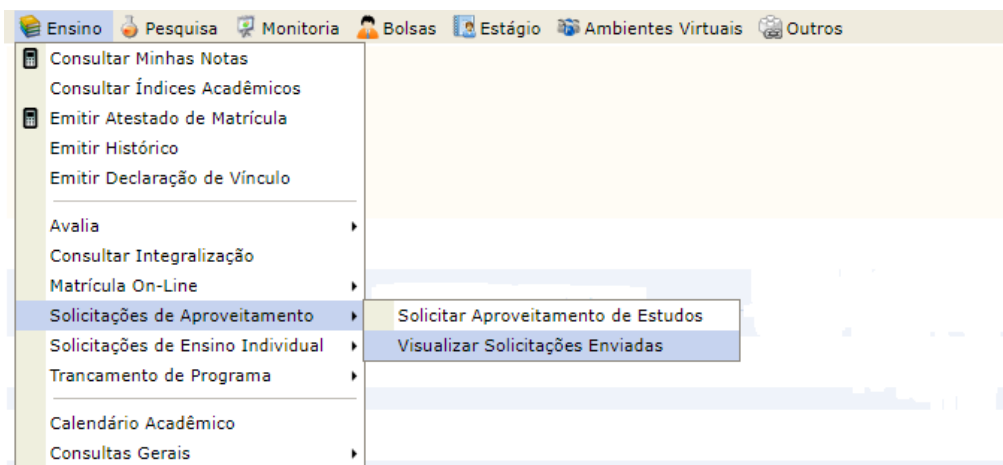 Ensino Pesquisa Monitoria Bolsas Estágio Ambientes Virtuais Outros
Consultar Minhas Notas
Consultar Índices Acadêmicos
Emitir Atestado de Matrícula
Emitir Histórico
Emitir Declaração de Vínculo
Avalia
Consultar Integralização
Matrícula On-Line
Solicitações de Aproveitamento
Solicitar Aproveitamento de Estudos
Visualizar Solicitações Enviadas
Solicitações de Ensino Individual
Trancamento de Programa
Calendário Acadêmico
Consultas Gerais